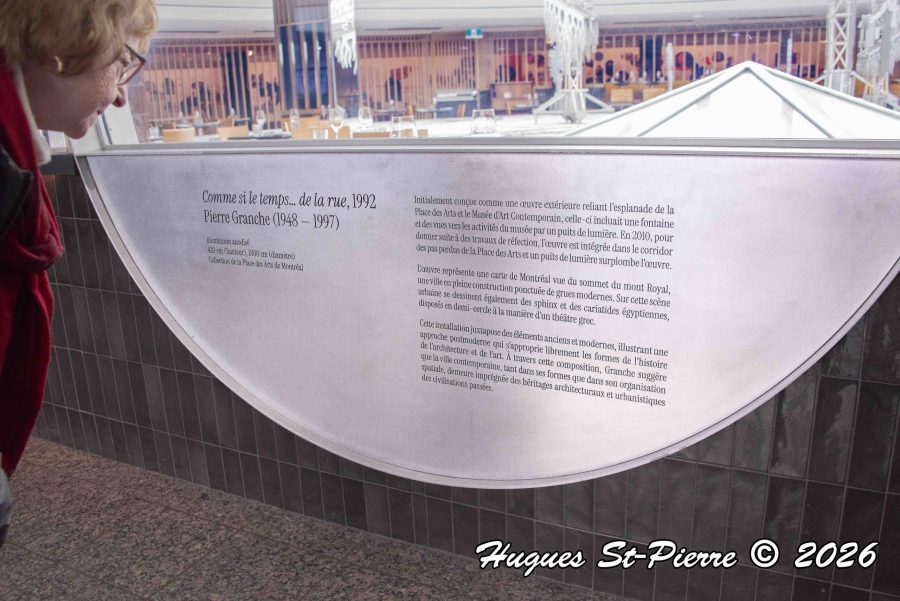 Comme si le temps... de la rue, 1992
Pierre Granche (1948 – 1997)
Aluminium anodisé
420 cm (hauteur), 1200 cm (diamètre)
Collection de la Place des Arts de Montréal
Initialement conçue comme une œuvre extérieure reliant l'esplanade de la
Place des Arts et le Musée d'Art Contemporain, celle-ci incluait une fontaine
et des vues vers les activités du musée par un puits de lumière. En 2010, pour
donner suite à des travaux de réfection, l'œuvre est intégrée dans le corridor
des pas perdus de la Place des Arts et un puits de lumière surplombe l'œuvre.
L'œuvre représente une carte de Montréal vue du sommet du mont Royal,
une ville en pleine construction ponctuée de grues modernes. Sur cette scène
urbaine se dessinent également des sphinx et des cariatides égyptiennes,
disposés en demi-cercle à la manière d'un théâtre grec.
Cette installation juxtapose des éléments anciens et modernes, illustrant une
approche postmoderne qui s'approprie librement les formes de l'histoire
de l'architecture et de l'art. À travers cette composition, Granche suggère
que la ville contemporaine, tant dans ses formes que dans son organisation
spatiale, demeure imprégnée des héritages architecturaux et urbanistiques
des civilisations passées.
Hugues St-Pierre © 2026